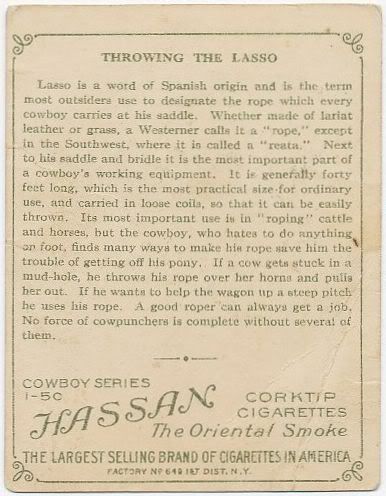 THROWING THE LASSO
Lasso is a word of Spanish origin and is the term
most outsiders use to designate the rope which every
cowboy carries at his saddle. Whether made of lariat
leather or grass, a Westerner calls it a "rope," except
in the Southwest, where it is called a "reata." Next
to his saddle and bridle it is the most important part of
a cowboy's working equipment. It is generally forty
feet long, which is the most practical size for ordinary
use, and carried in loose coils, so that it can be easily
thrown. Its most important use is in "roping" cattle
and horses, but the cowboy, who hates to do anything
on foot, finds many ways to make his rope save him the
trouble of getting off his pony. If a cow gets stuck in a
mud-hole, he throws his rope over her horns and pulls
her out. If he wants to help the wagon up a steep pitch
he uses his rope. A good roper can always get a job.
No force of cowpunchers is complete without several of
them.
COWBOY SERIES
1-50
HASSAN
CORKTIP
CIGARETTES
The Oriental Smoke
THE LARGEST SELLING BRAND OF CIGARETTES IN AMERICA
FACTORY No 649 1ST DIST. N.Y.